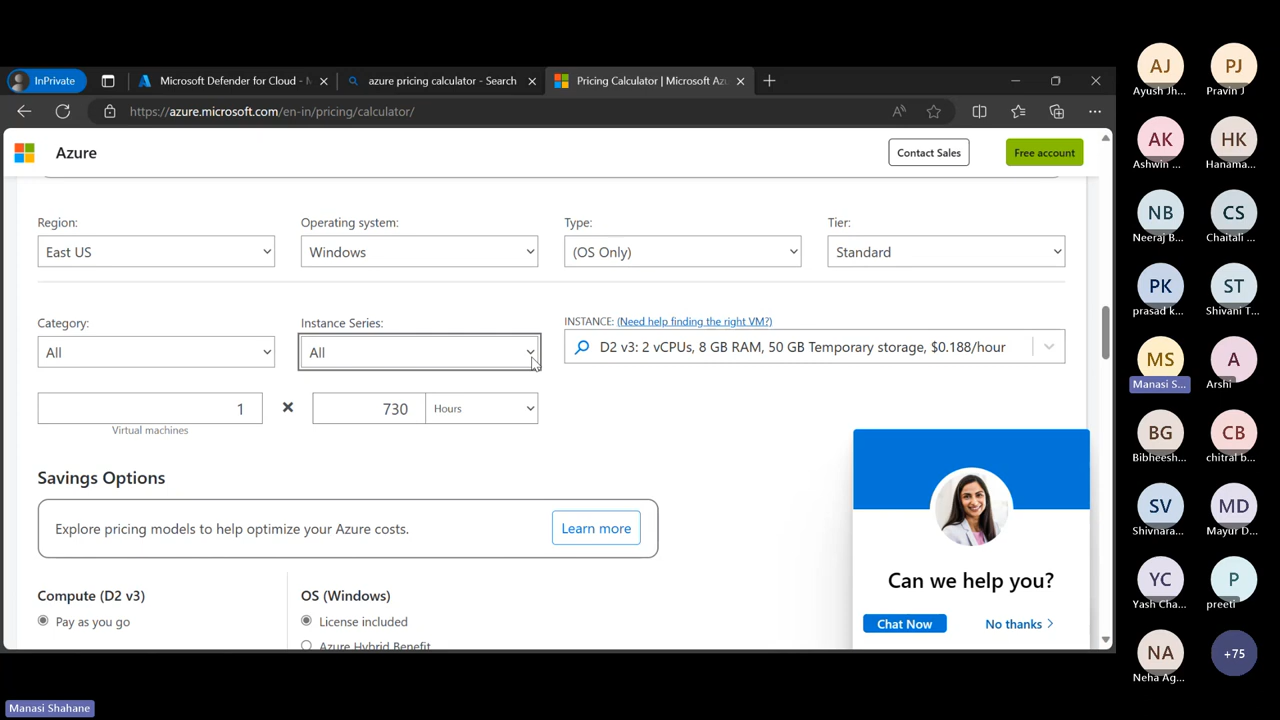 InPrivate
Microsoft Defender for Cloud - M
azure pricing calculator - Search
Pricing Calculator | Microsoft Azu
https://azure.microsoft.com/en-in/pricing/calculator/
Azure
Contact Sales
Free account
Region:
Operating system:
Type:
Tier:
East US
Windows
(OS Only)
Standard
Category:
Instance Series:
INSTANCE: (Need help finding the right VM?)
All
All
D2 v3: 2 vCPUs, 8 GB RAM, 50 GB Temporary storage, $0.188/hour
1
730
Hours
Virtual machines
Savings Options
Explore pricing models to help optimize your Azure costs.
Learn more
Compute (D2 v3)
OS (Windows)
Pay as you go
License included
Azure Hybrid Benefit
Can we help you?
Chat Now
No thanks
AJ
Ayush Jh...
PJ
Pravin J
AK
Ashwin ...
HK
Hanama...
NB
Neeraj B...
CS
Chaitali ...
PK
prasad k...
ST
Shivani T...
MS
Manasi S...
A
Arshi
BG
Bibheesh...
CB
chitral b...
SV
Shivnara...
MD
Mayur D...
YC
Yash Cha...
P
preeti
NA
Neha Ag...
+75
Manasi Shahane